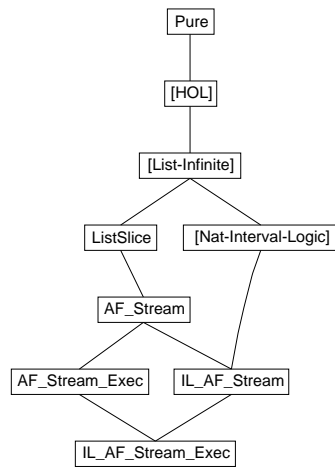 Pure
[HOL]
[List-Infinite]
ListSlice
[Nat-Interval-Logic]
AF_Stream
AF_Stream_Exec
IL_AF_Stream
IL_AF_Stream_Exec